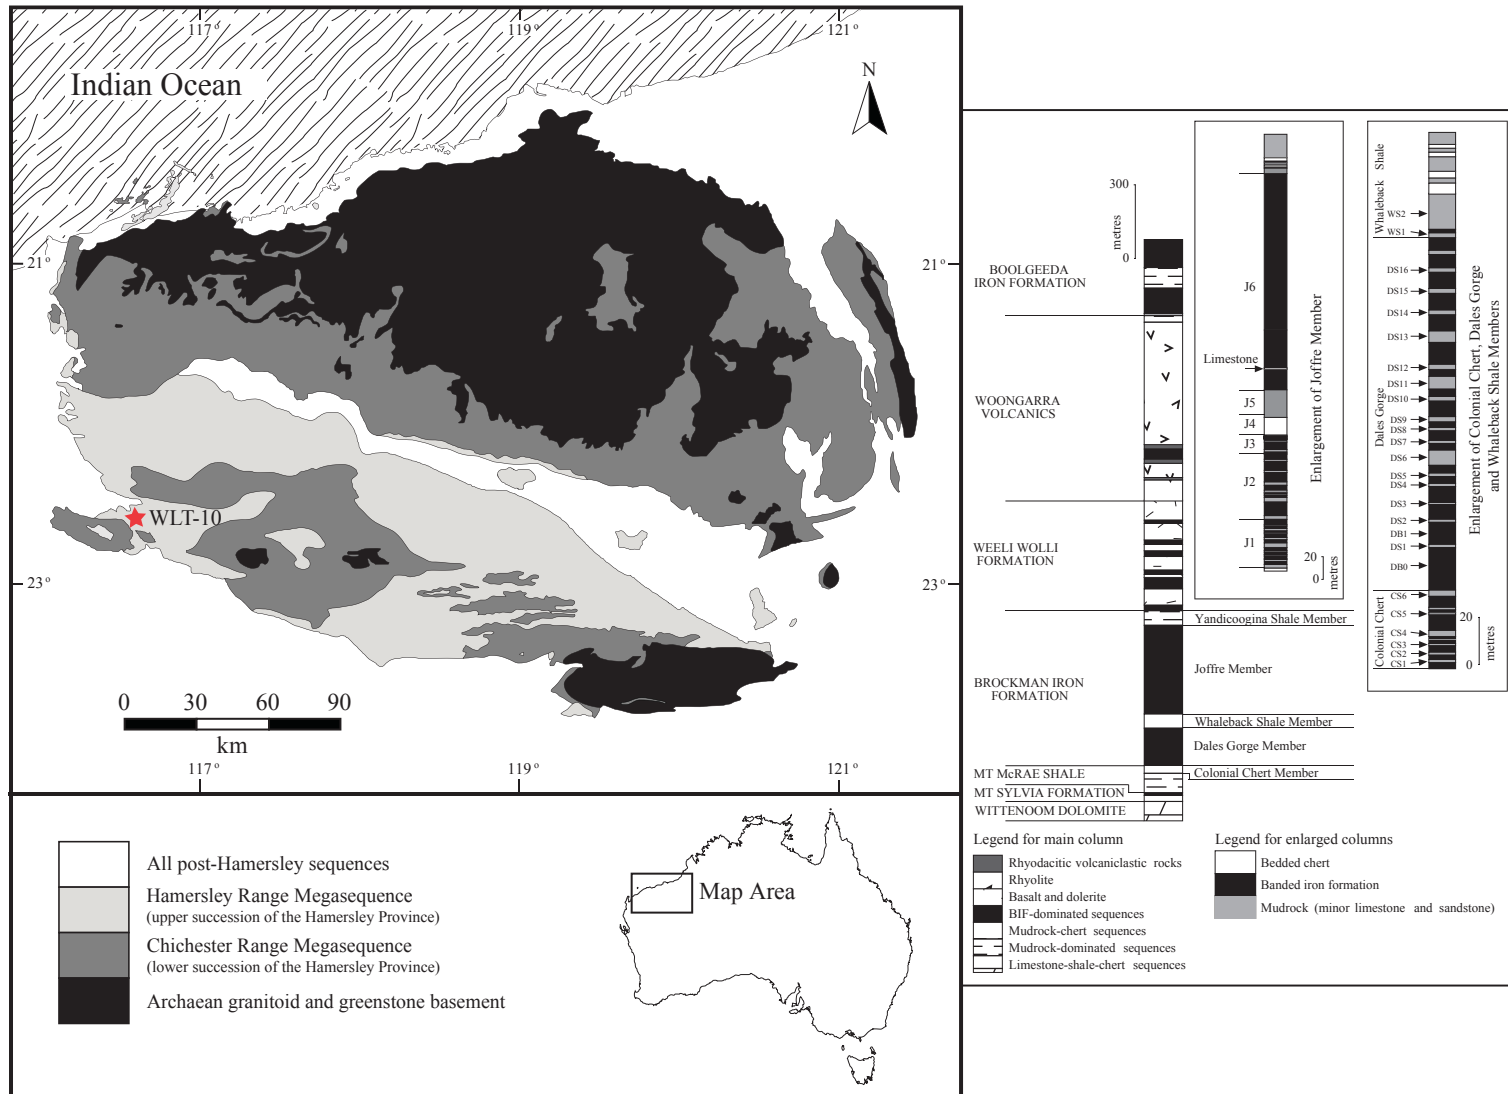 117°
119°
121°
Indian Ocean
N
21°
21°
WLT-10
23°
23°
0 30 60 90
km
117°
119°
121°
All post-Hamersley sequences
Hamersley Range Megasequence
(upper succession of the Hamersley Province)
Chichester Range Megasequence
(lower succession of the Hamersley Province)
Archaean granitoid and greenstone basement
Map Area
300
metres
0
BOOLGEEDA
IRON FORMATION
WOONGARRA
VOLCANICS
WEELI WOLLI
FORMATION
BROCKMAN IRON
FORMATION
MT McRAE SHALE
MT SYLVIA FORMATION
WITTENOOM DOLOMITE
Yandicoogina Shale Member
Joffre Member
Whaleback Shale Member
Dales Gorge Member
Colonial Chert Member
J6
Limestone
J5
J4
J3
J2
J1
20
0
metres
Enlargement of Joffre Member
Whaleback Shale
WS2
WS1
Dales Gorge
DS16
DS15
DS14
DS13
DS12
DS11
DS10
DS9
DS8
DS7
DS6
DS5
DS4
DS3
DS2
DB1
DS1
DB0
Colonial Chert
CS6
CS5
CS4
CS3
CS2
CS1
20
0
metres
Enlargement of Colonial Chert, Dales Gorge
and Whaleback Shale Members
Legend for main column
Rhyodacitic volcaniclastic rocks
Rhyolite
Basalt and dolerite
BIF-dominated sequences
Mudrock-chert sequences
Mudrock-dominated sequences
Limestone-shale-chert sequences
Legend for enlarged columns
Bedded chert
Banded iron formation
Mudrock (minor limestone and sandstone)